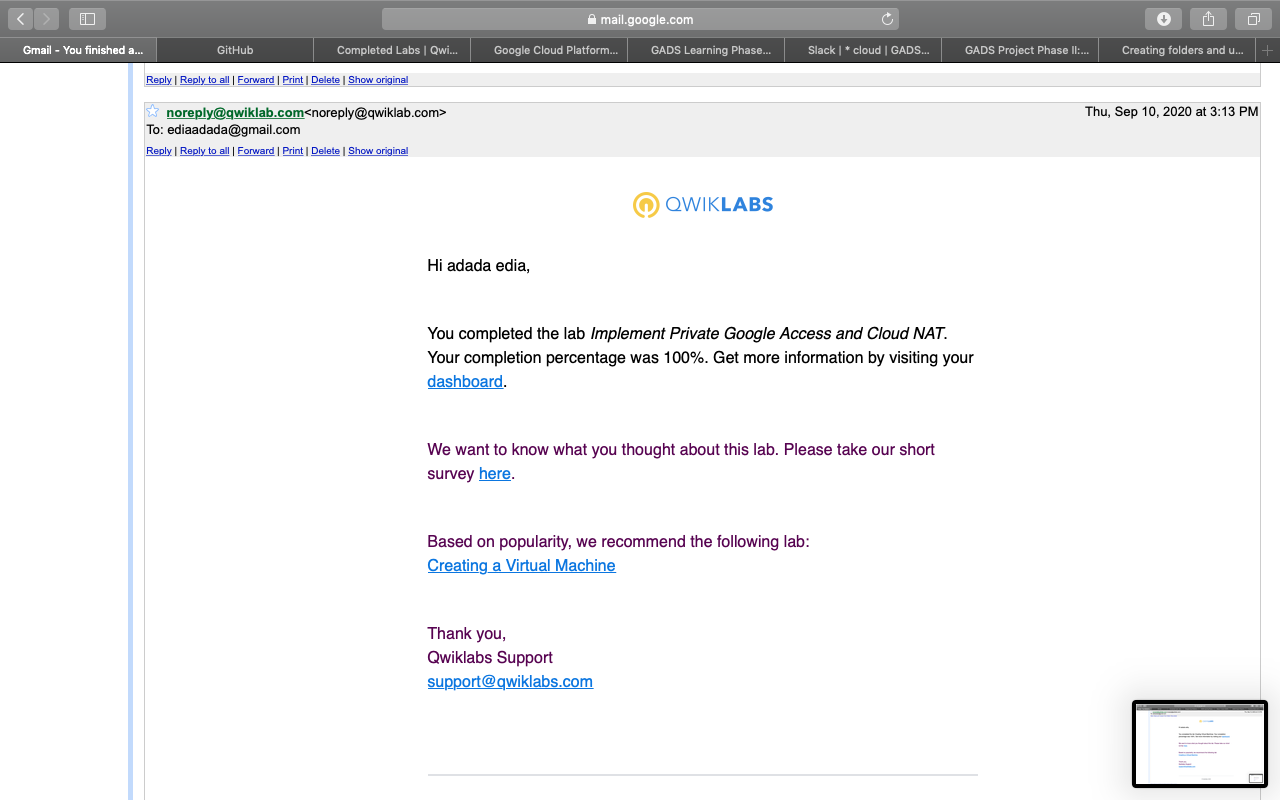 mail.google.com
Gmail - You finished a...
GitHub
Completed Labs | Qwi...
Google Cloud Platform...
GADS Learning Phase...
Slack | * cloud | GADS...
GADS Project Phase II:...
Creating folders and u...
Reply | Reply to all | Forward | Print | Delete | Show original
noreply@qwiklab.com<noreply@qwiklab.com>
Thu, Sep 10, 2020 at 3:13 PM
To: ediaadada@gmail.com
Reply | Reply to all | Forward | Print | Delete | Show original
QWIKLABS
Hi adada edia,
You completed the lab Implement Private Google Access and Cloud NAT.
Your completion percentage was 100%. Get more information by visiting your
dashboard.
We want to know what you thought about this lab. Please take our short
survey here.
Based on popularity, we recommend the following lab:
Creating a Virtual Machine
Thank you,
Qwiklabs Support
support@qwiklabs.com